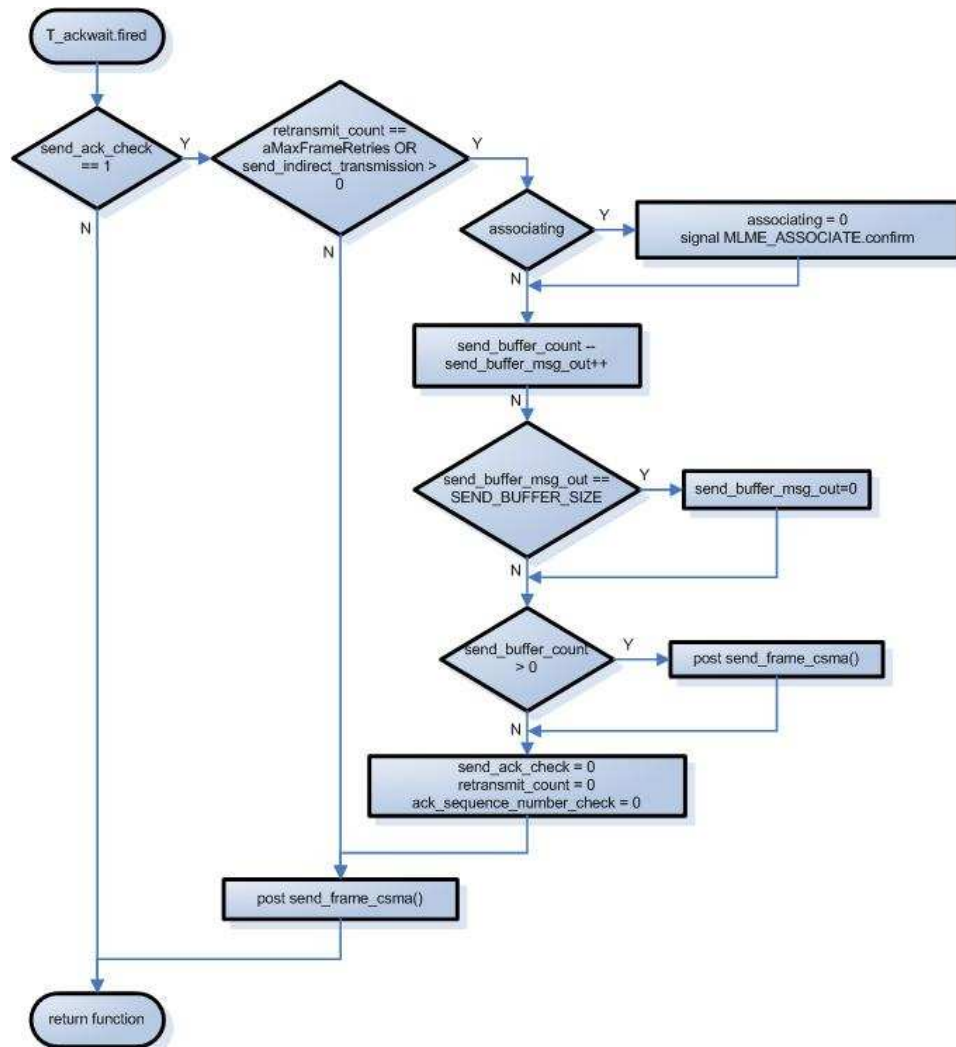 T_ackwait.fired
send_ack_check
== 1
Y
N
retransmit_count ==
aMaxFrameRetries OR
send_indirect_transmission >
0
Y
N
associating
Y
N
associating = 0
signal MLME_ASSOCIATE.confirm
send_buffer_count --
send_buffer_msg_out++
N
send_buffer_msg_out ==
SEND_BUFFER_SIZE
Y
send_buffer_msg_out=0
N
send_buffer_count
> 0
Y
post send_frame_csma()
N
send_ack_check = 0
retransmit_count = 0
ack_sequence_number_check = 0
post send_frame_csma()
return function